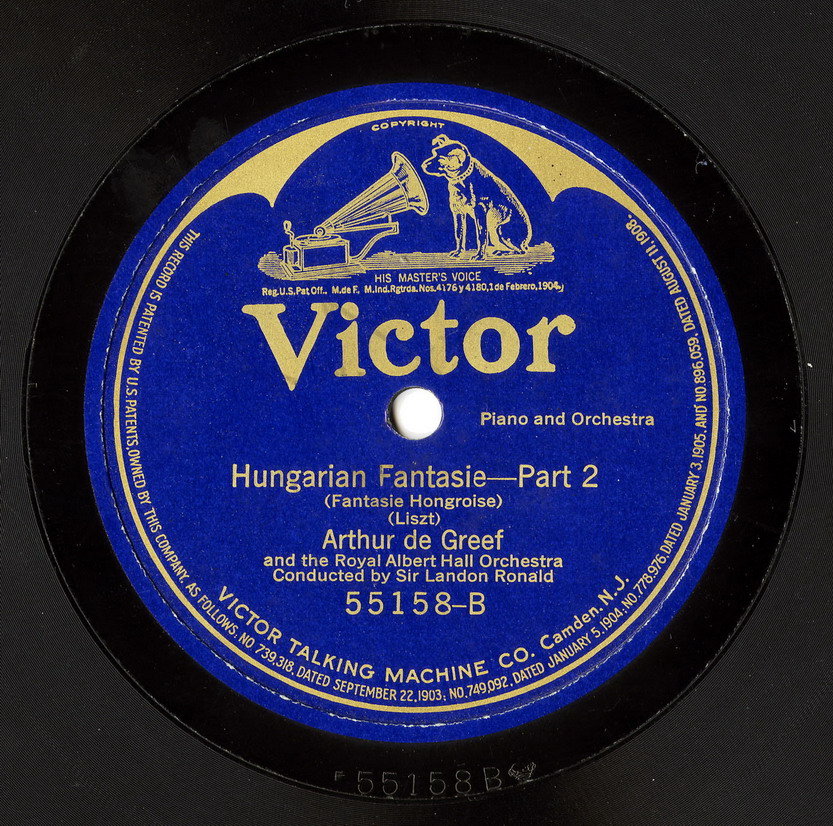 COPYRIGHT
HIS MASTER'S VOICE
Reg.U.S.Pat.Off., M.de F. M.Ind.Rgtrda.Nos.4176 y 4180,1 de Febrero,1904,
Victor
Piano and Orchestra
Hungarian Fantasie—Part 2
(Fantasie Hongroise)
(Liszt)
Arthur de Greef
and the Royal Albert Hall Orchestra
Conducted by Sir Landon Ronald
55158–B
VICTOR TALKING MACHINE CO. Camden, N.J.
THIS RECORD IS PATENTED BY U.S. PATENTS, OWNED BY THIS COMPANY, AS FOLLOWS, NO. 739,318, DATED SEPTEMBER 22,1903; NO.749,092, DATED JANUARY 5,1904, NO.778,976, DATED JANUARY 3,1905, AND NO.896,059, DATED AUGUST 11,1908.
55158 B